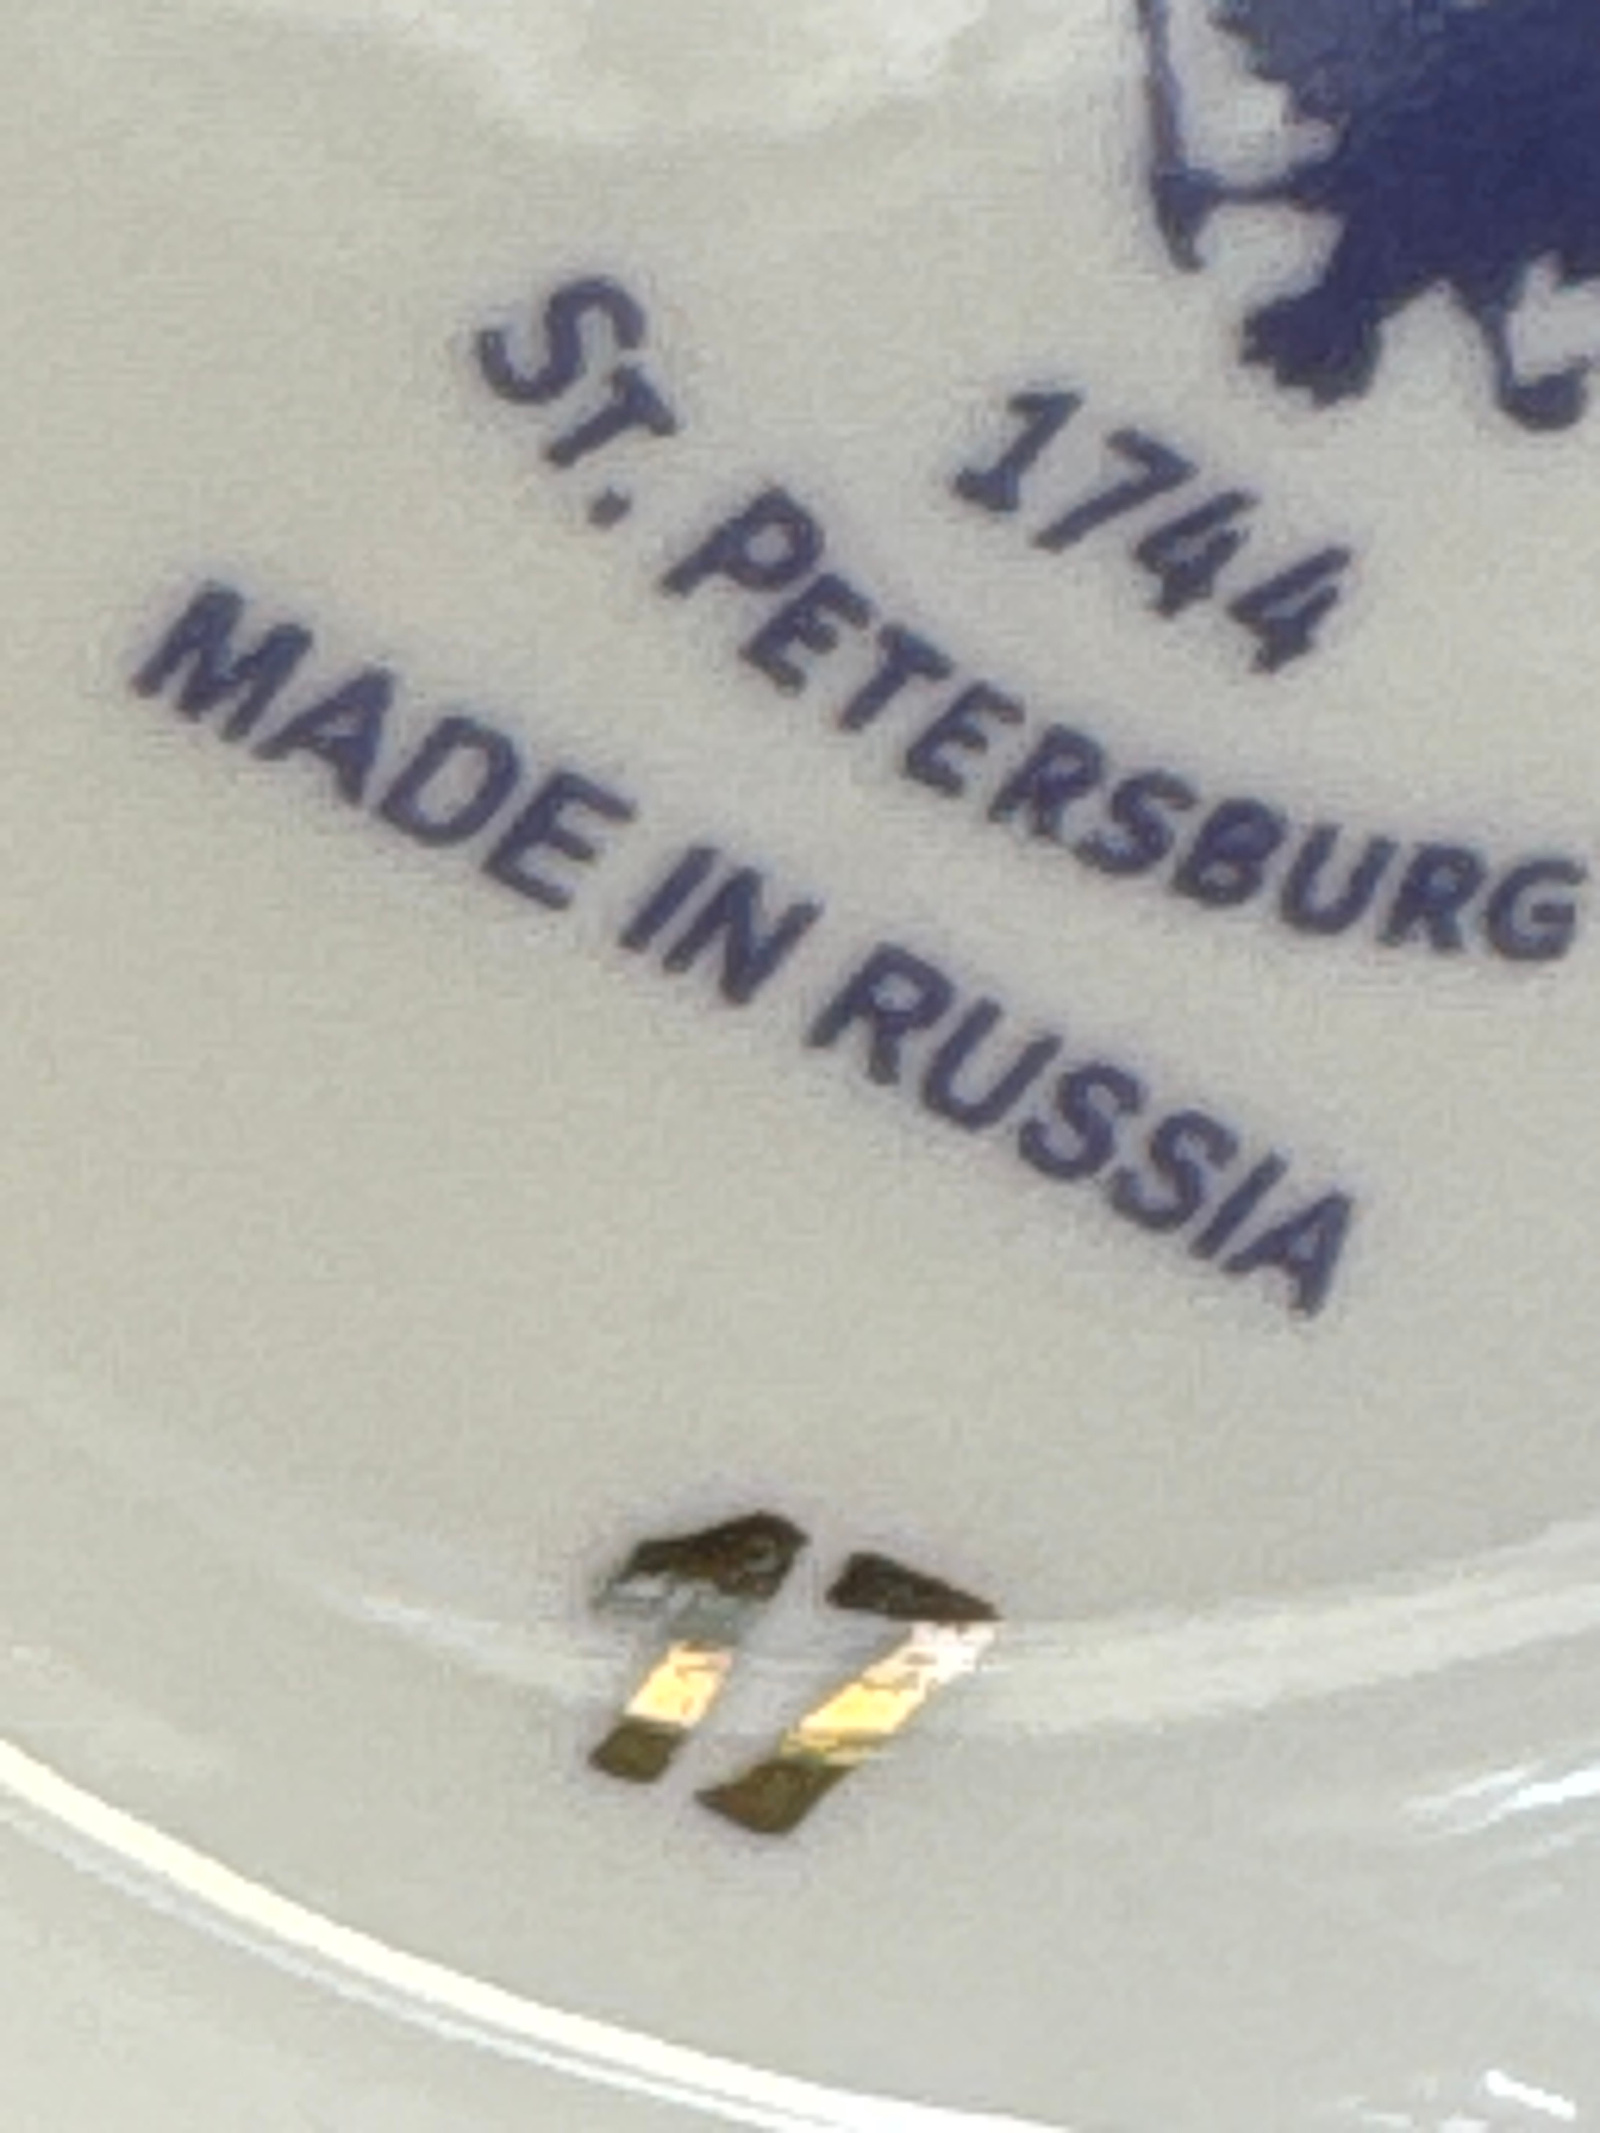 1744
ST. PETERSBURG
MADE IN RUSSIA
17